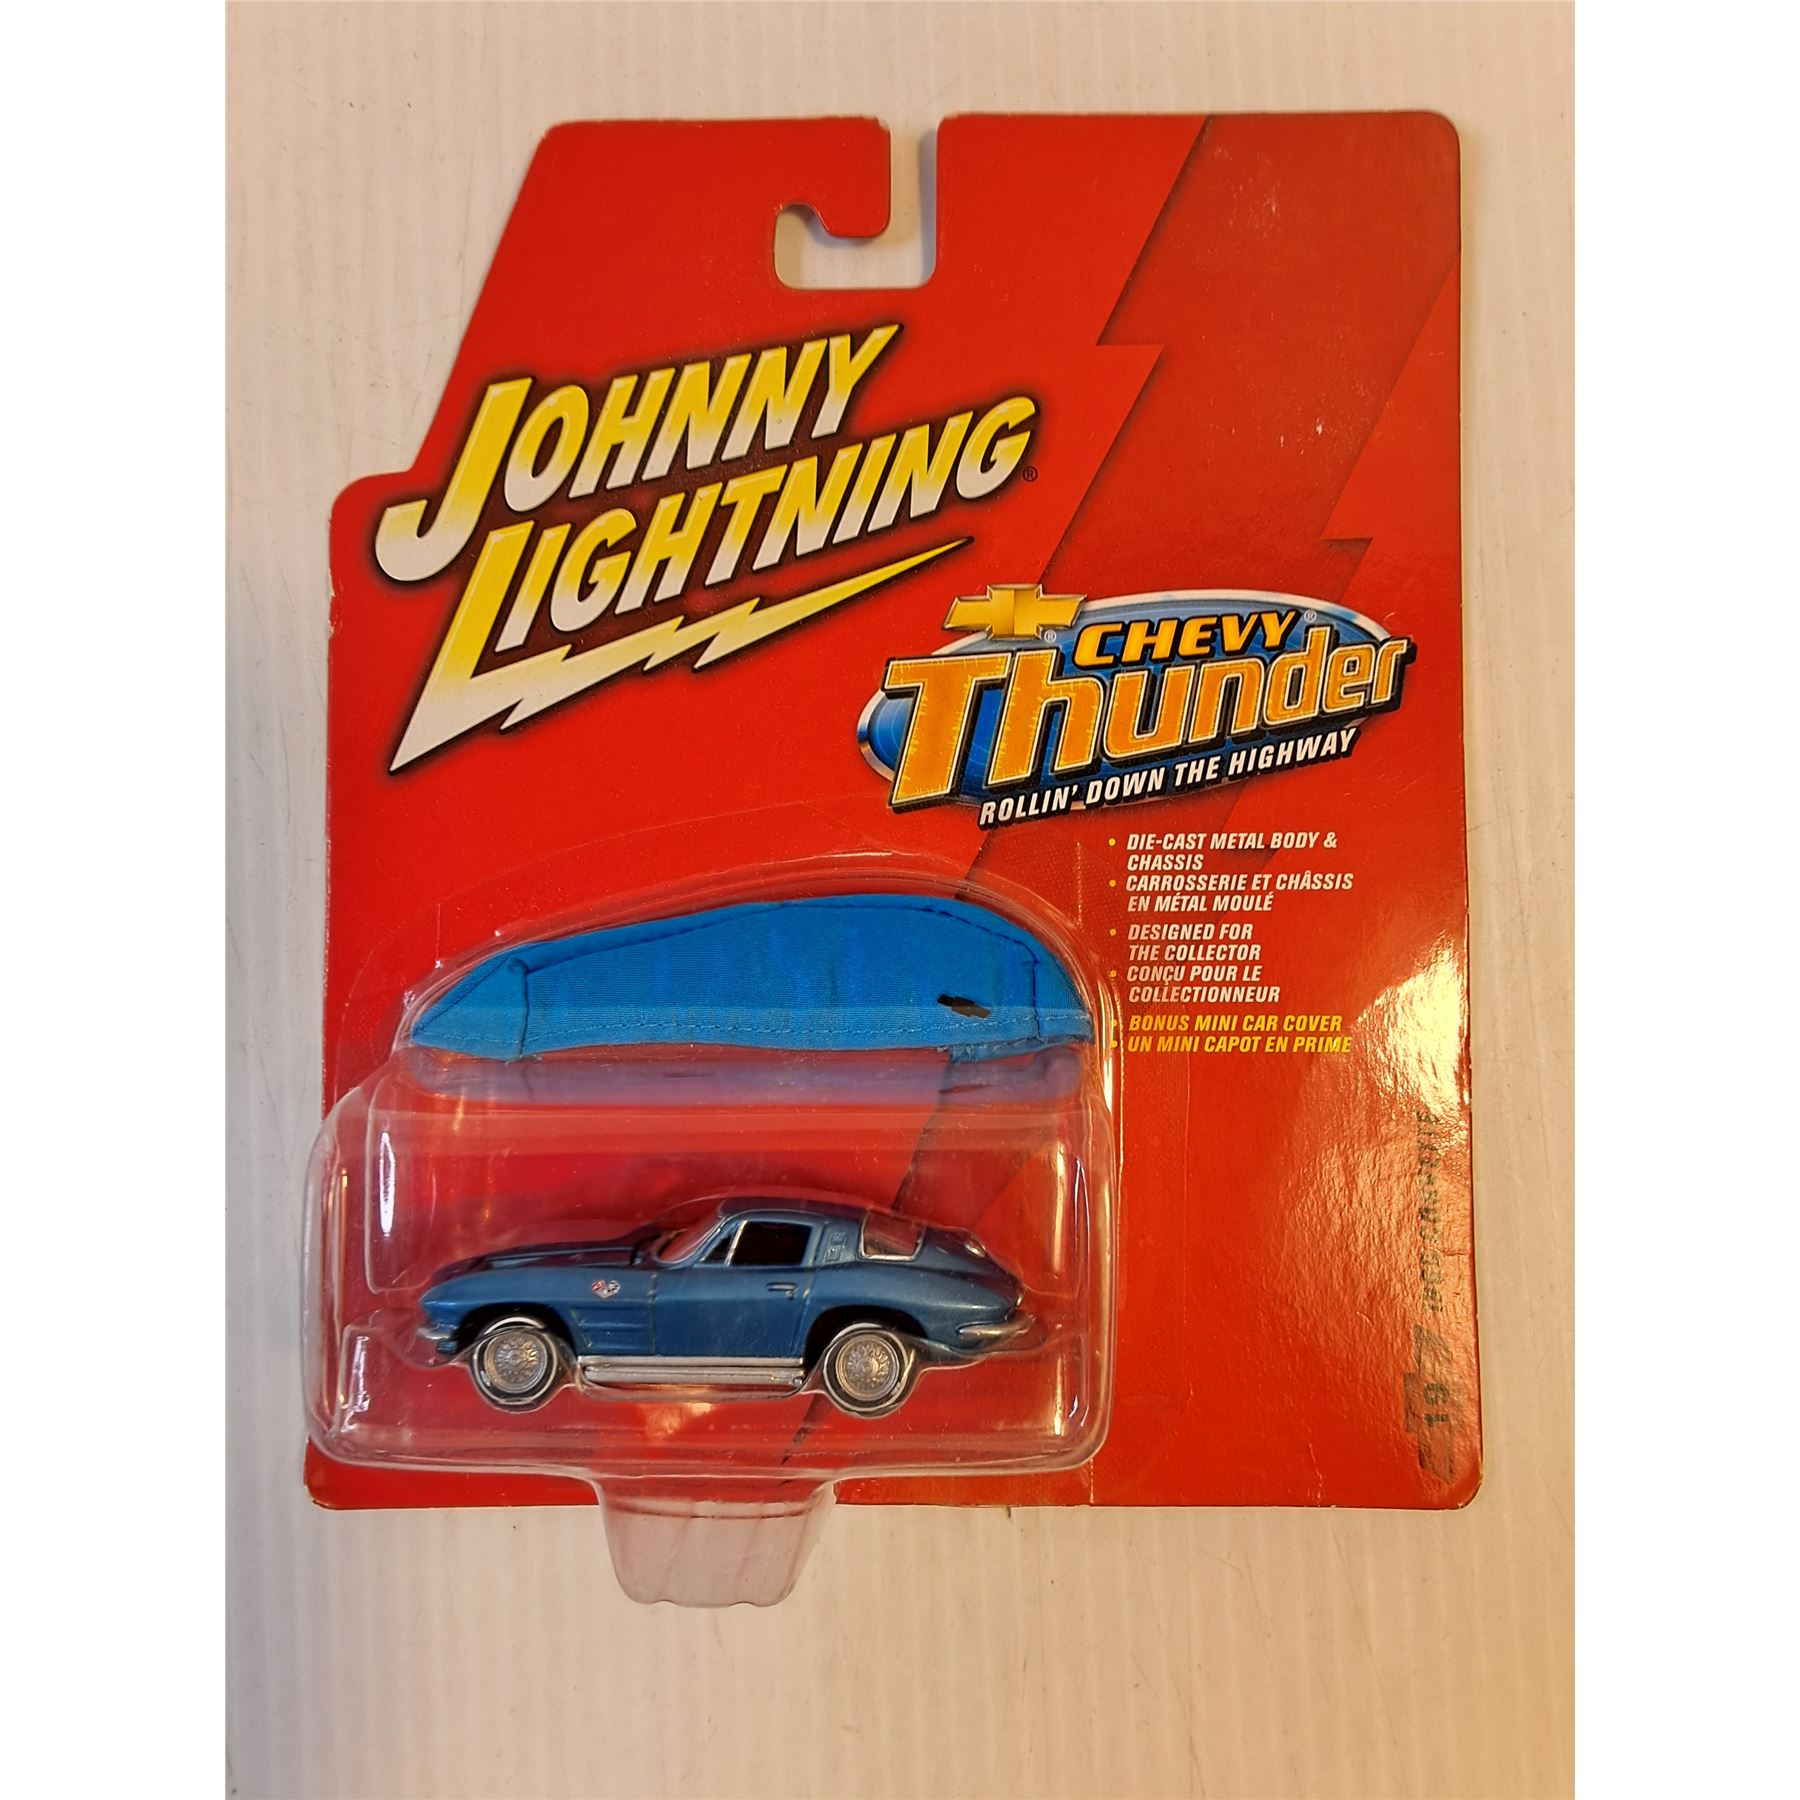 JOHNNY
LIGHTNING®
®
CHEVY®
Thunder
ROLLIN' DOWN THE HIGHWAY
• DIE-CAST METAL BODY &
CHASSIS
• CARROSSERIE ET CHÂSSIS
EN MÉTAL MOULÉ
• DESIGNED FOR
THE COLLECTOR
• CONÇU POUR LE
COLLECTIONNEUR
• BONUS MINI CAR COVER
• UN MINI CAPOT EN PRIME
19